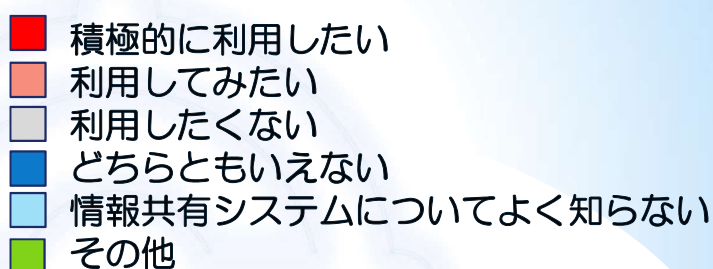 積極的に利用したい
利用してみたい
利用したくない
どちらともいえない
情報共有システムについてよく知らない
その他